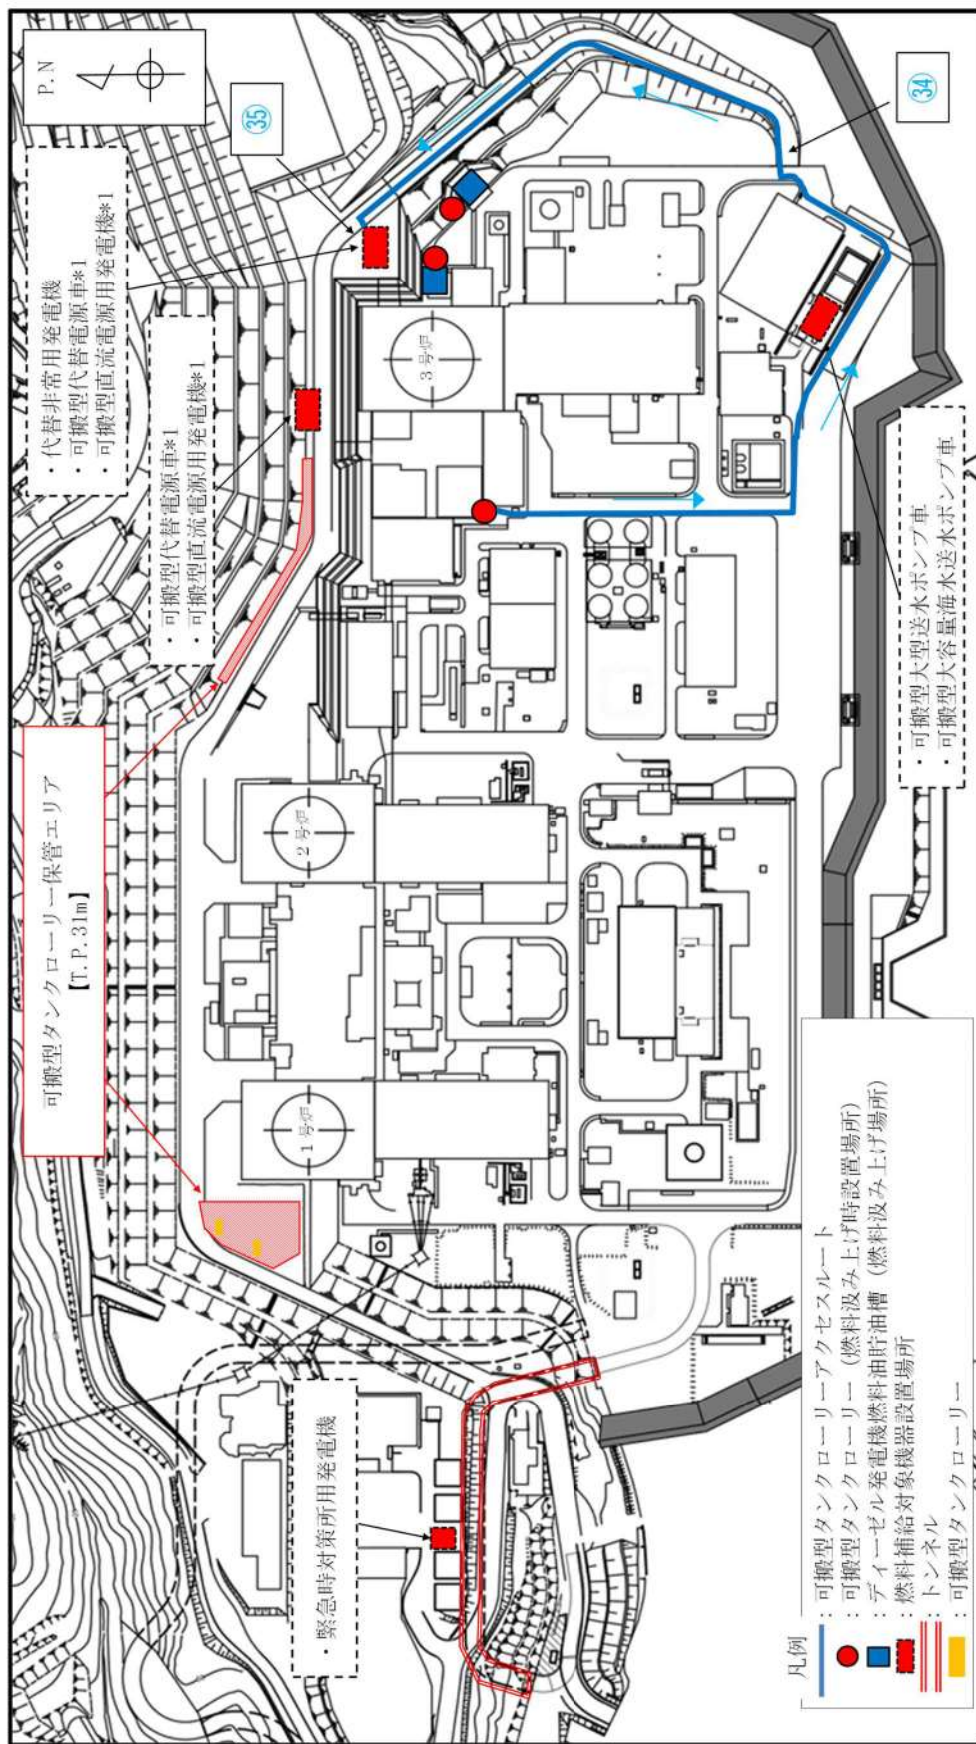 P.N
・代替非常用発電機
・可搬型代替電源車*1
・可搬型直流電源用発電機*1
㉟
㉞
・可搬型代替電源車*1
・可搬型直流電源用発電機*1
可搬型タンクローリー保管エリア
【T.P.31m】
3号炉
2号炉
1号炉
・可搬型大型送水ポンプ車
・可搬型大容量海水送水ポンプ車
・緊急時対策所用発電機
凡例
：可搬型タンクローリーアクセスルート
：可搬型タンクローリー（燃料汲み上げ時設置場所）
：ディーゼル発電機燃料油貯油槽（燃料汲み上げ場所）
：燃料補給対象機器設置場所
：トンネル
：可搬型タンクローリー